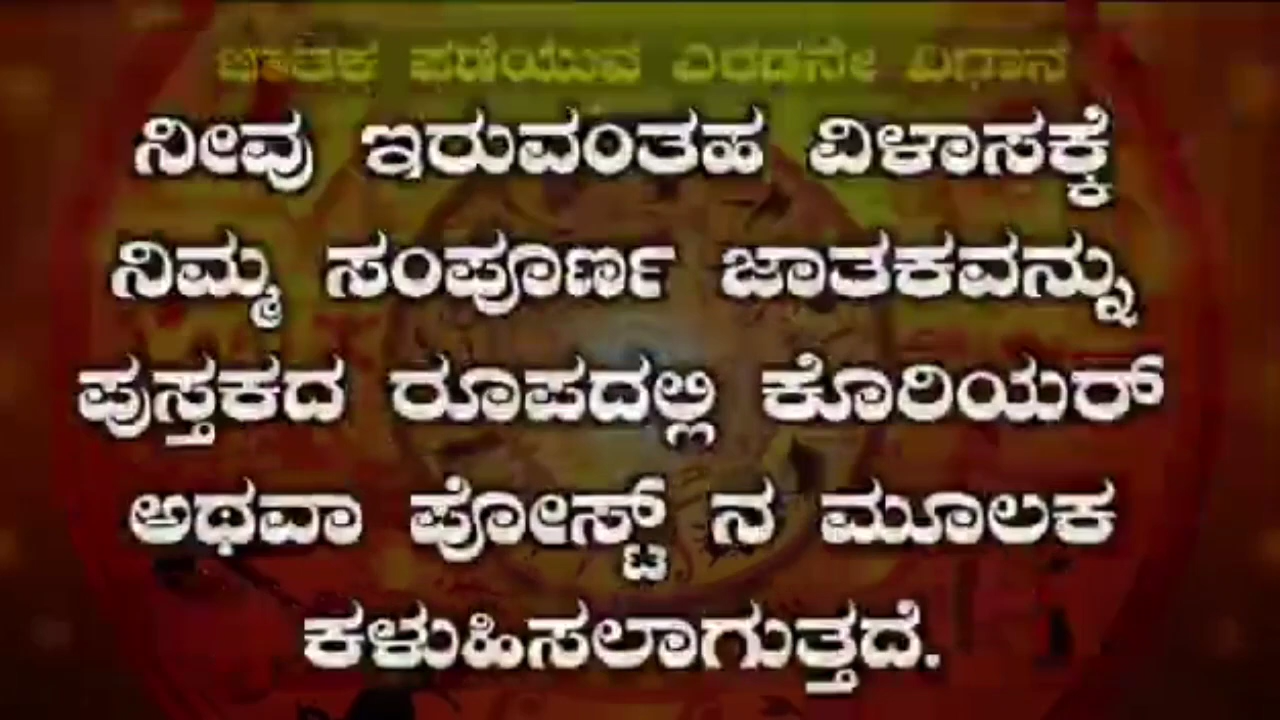 ಜಾತಕ ಪಡೆಯುವ ಎರಡನೇ ವಿಧಾನ
ನೀವು ಇರುವಂತಹ ವಿಳಾಸಕ್ಕೆ
ನಿಮ್ಮ ಸಂಪೂರ್ಣ ಜಾತಕವನ್ನು
ಪುಸ್ತಕದ ರೂಪದಲ್ಲಿ ಕೊರಿಯರ್
ಅಥವಾ ಪೋಸ್ಟ್ ನ ಮೂಲಕ
ಕಳುಹಿಸಲಾಗುತ್ತದೆ.